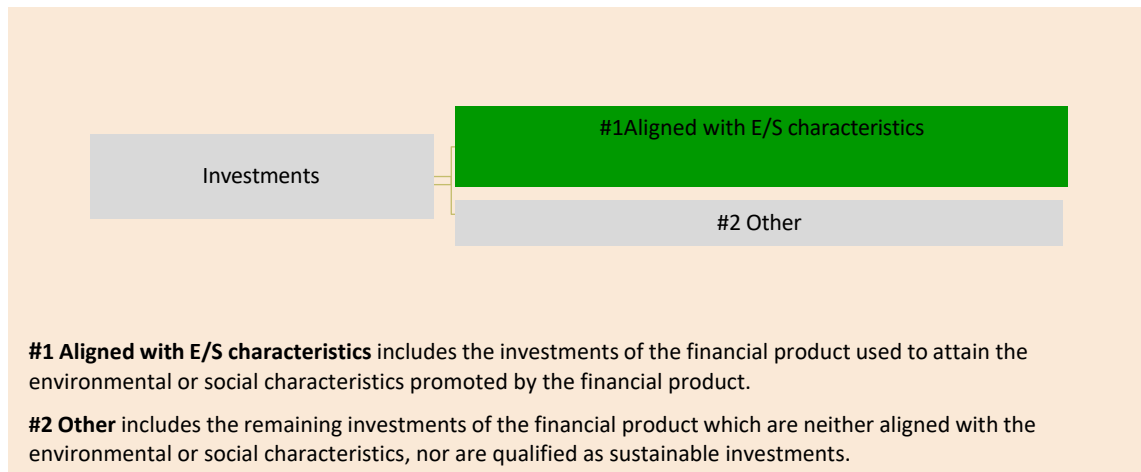 #1Aligned with E/S characteristics
Investments
#2 Other
#1 Aligned with E/S characteristics includes the investments of the financial product used to attain the
environmental or social characteristics promoted by the financial product.
#2 Other includes the remaining investments of the financial product which are neither aligned with the
environmental or social characteristics, nor are qualified as sustainable investments.